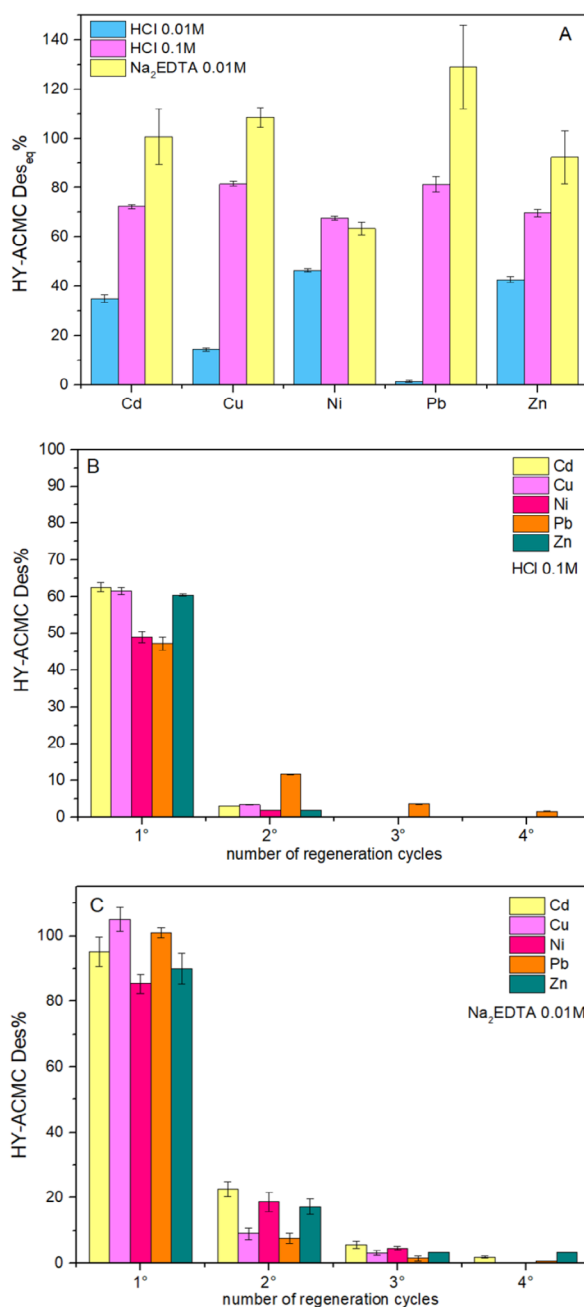 HCl 0.01M
HCl 0.1M
Na₂EDTA 0.01M
A
HY-ACMC Des_eq%
140
120
100
80
60
40
20
0
Cd Cu Ni Pb Zn
B
Cd
Cu
Ni
Pb
Zn
HCl 0.1M
HY-ACMC Des%
100
90
80
70
60
50
40
30
20
10
0
1° 2° 3° 4°
number of regeneration cycles
C
Cd
Cu
Ni
Pb
Zn
Na₂EDTA 0.01M
HY-ACMC Des%
100
80
60
40
20
0
1° 2° 3° 4°
number of regeneration cycles